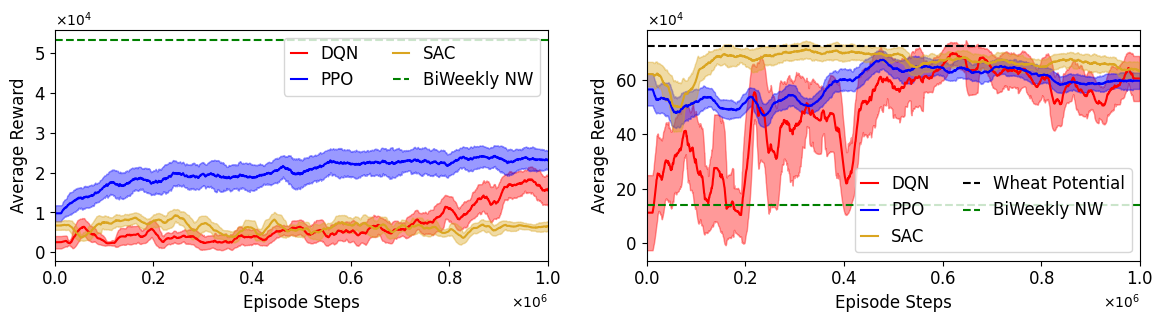 ×10⁴
5
4
3
2
1
0
Average Reward
DQN
PPO
SAC
BiWeekly NW
0.0 0.2 0.4 0.6 0.8 1.0
Episode Steps
×10⁶
×10⁴
60
40
20
0
Average Reward
DQN
PPO
SAC
Wheat Potential
BiWeekly NW
0.0 0.2 0.4 0.6 0.8 1.0
Episode Steps
×10⁶